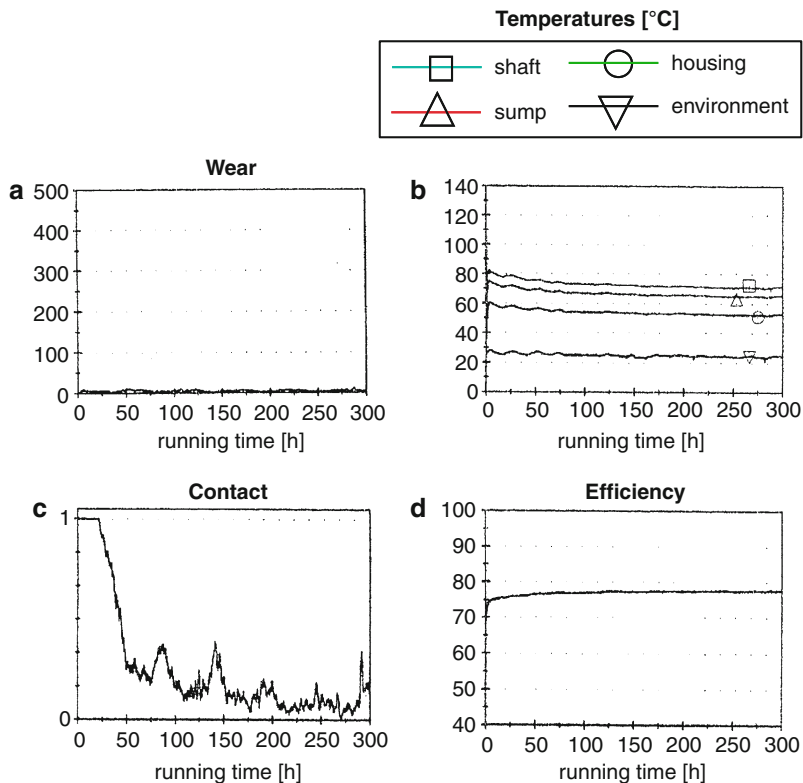 Temperatures [°C]
shaft
housing
sump
environment
Wear
a
500
400
300
200
100
0
0 50 100 150 200 250 300
running time [h]
b
140
120
100
80
60
40
20
0
0 50 100 150 200 250 300
running time [h]
Contact
c
1
0
0 50 100 150 200 250 300
running time [h]
Efficiency
d
100
90
80
70
60
50
40
0 50 100 150 200 250 300
running time [h]